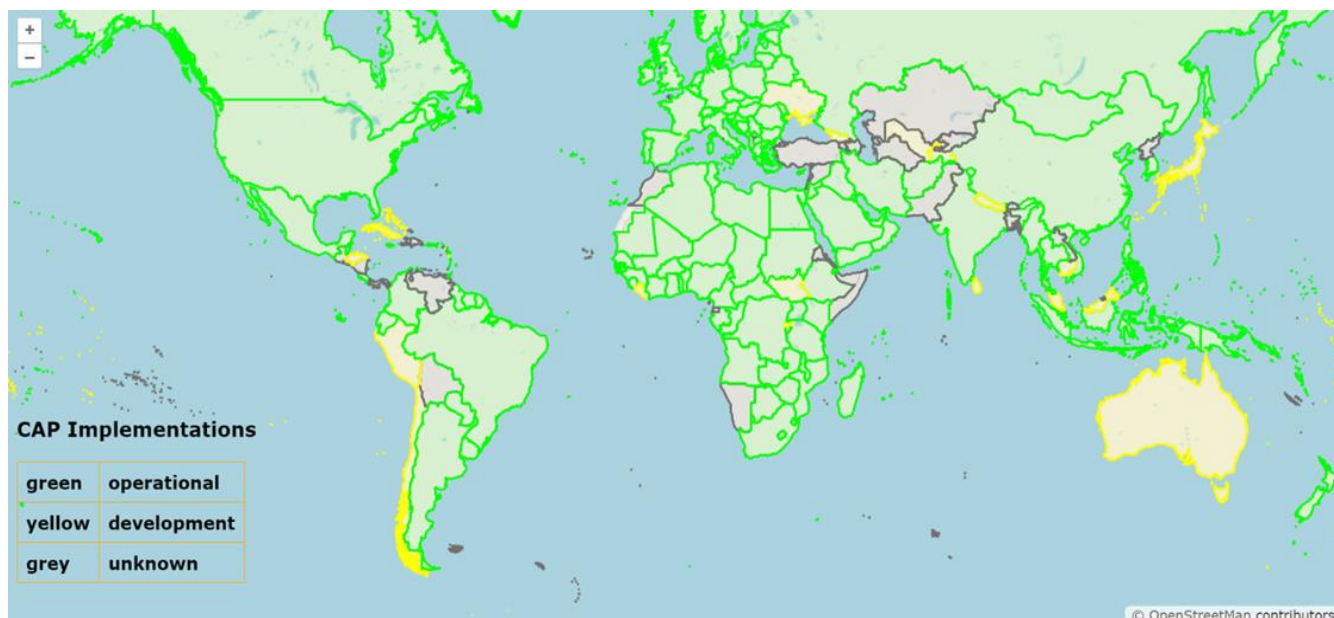 +
−
CAP Implementations
green operational
yellow development
grey unknown
© OpenStreetMap contributors